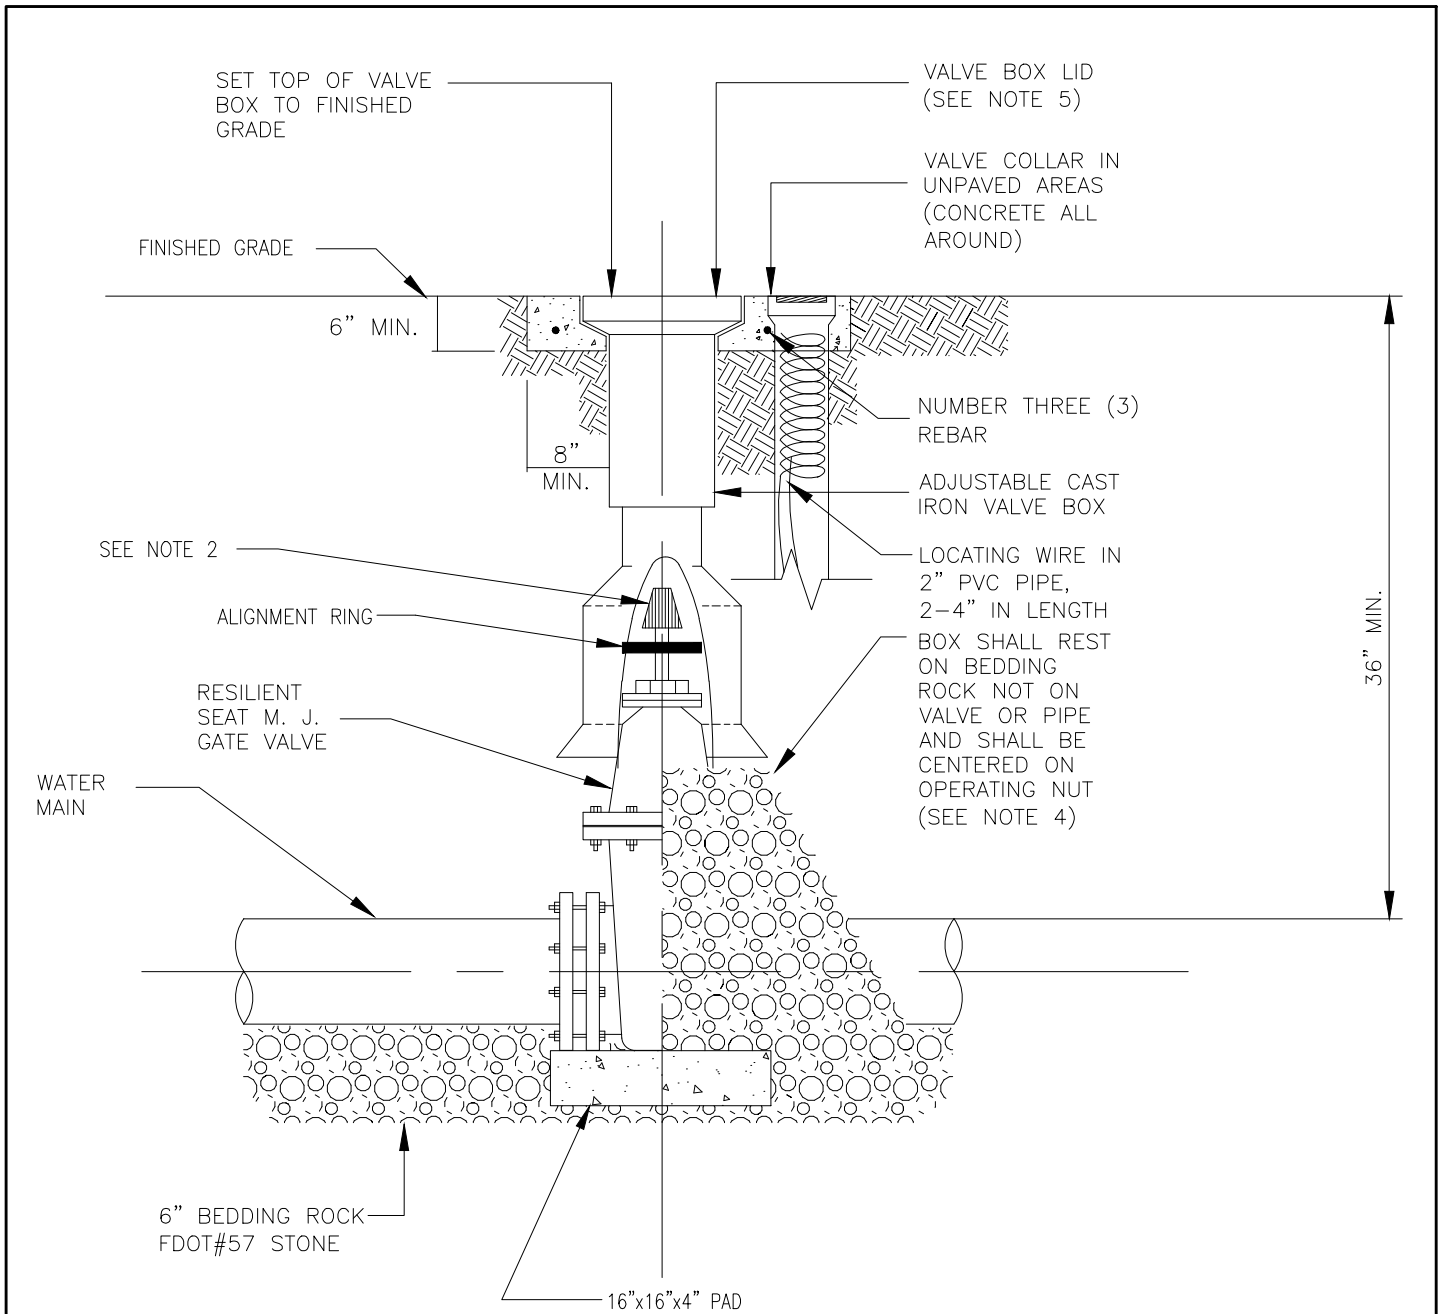 SET TOP OF VALVE
BOX TO FINISHED
GRADE
VALVE BOX LID
(SEE NOTE 5)
VALVE COLLAR IN
UNPAVED AREAS
(CONCRETE ALL
AROUND)
FINISHED GRADE
6” MIN.
8”
MIN.
NUMBER THREE (3)
REBAR
ADJUSTABLE CAST
IRON VALVE BOX
SEE NOTE 2
LOCATING WIRE IN
2” PVC PIPE,
2–4” IN LENGTH
ALIGNMENT RING
BOX SHALL REST
ON BEDDING
ROCK NOT ON
VALVE OR PIPE
AND SHALL BE
CENTERED ON
OPERATING NUT
(SEE NOTE 4)
36” MIN.
RESILIENT
SEAT M. J.
GATE VALVE
WATER
MAIN
6” BEDDING ROCK
FDOT#57 STONE
16”x16”x4” PAD